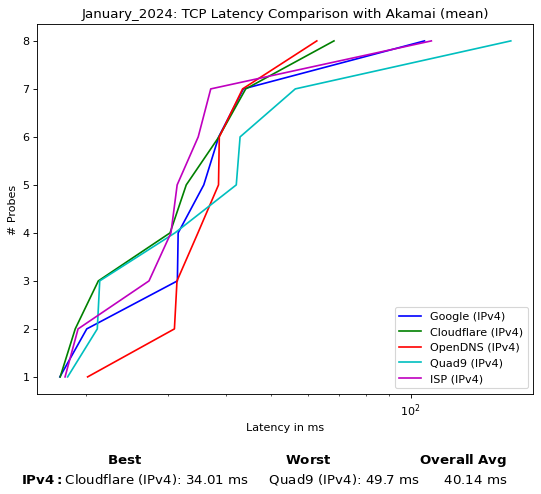 January_2024: TCP Latency Comparison with Akamai (mean)
8
7
6
5
4
3
2
1
# Probes
Google (IPv4)
Cloudflare (IPv4)
OpenDNS (IPv4)
Quad9 (IPv4)
ISP (IPv4)
10²
Latency in ms
Best Worst Overall Avg
IPv4: Cloudflare (IPv4): 34.01 ms Quad9 (IPv4): 49.7 ms 40.14 ms